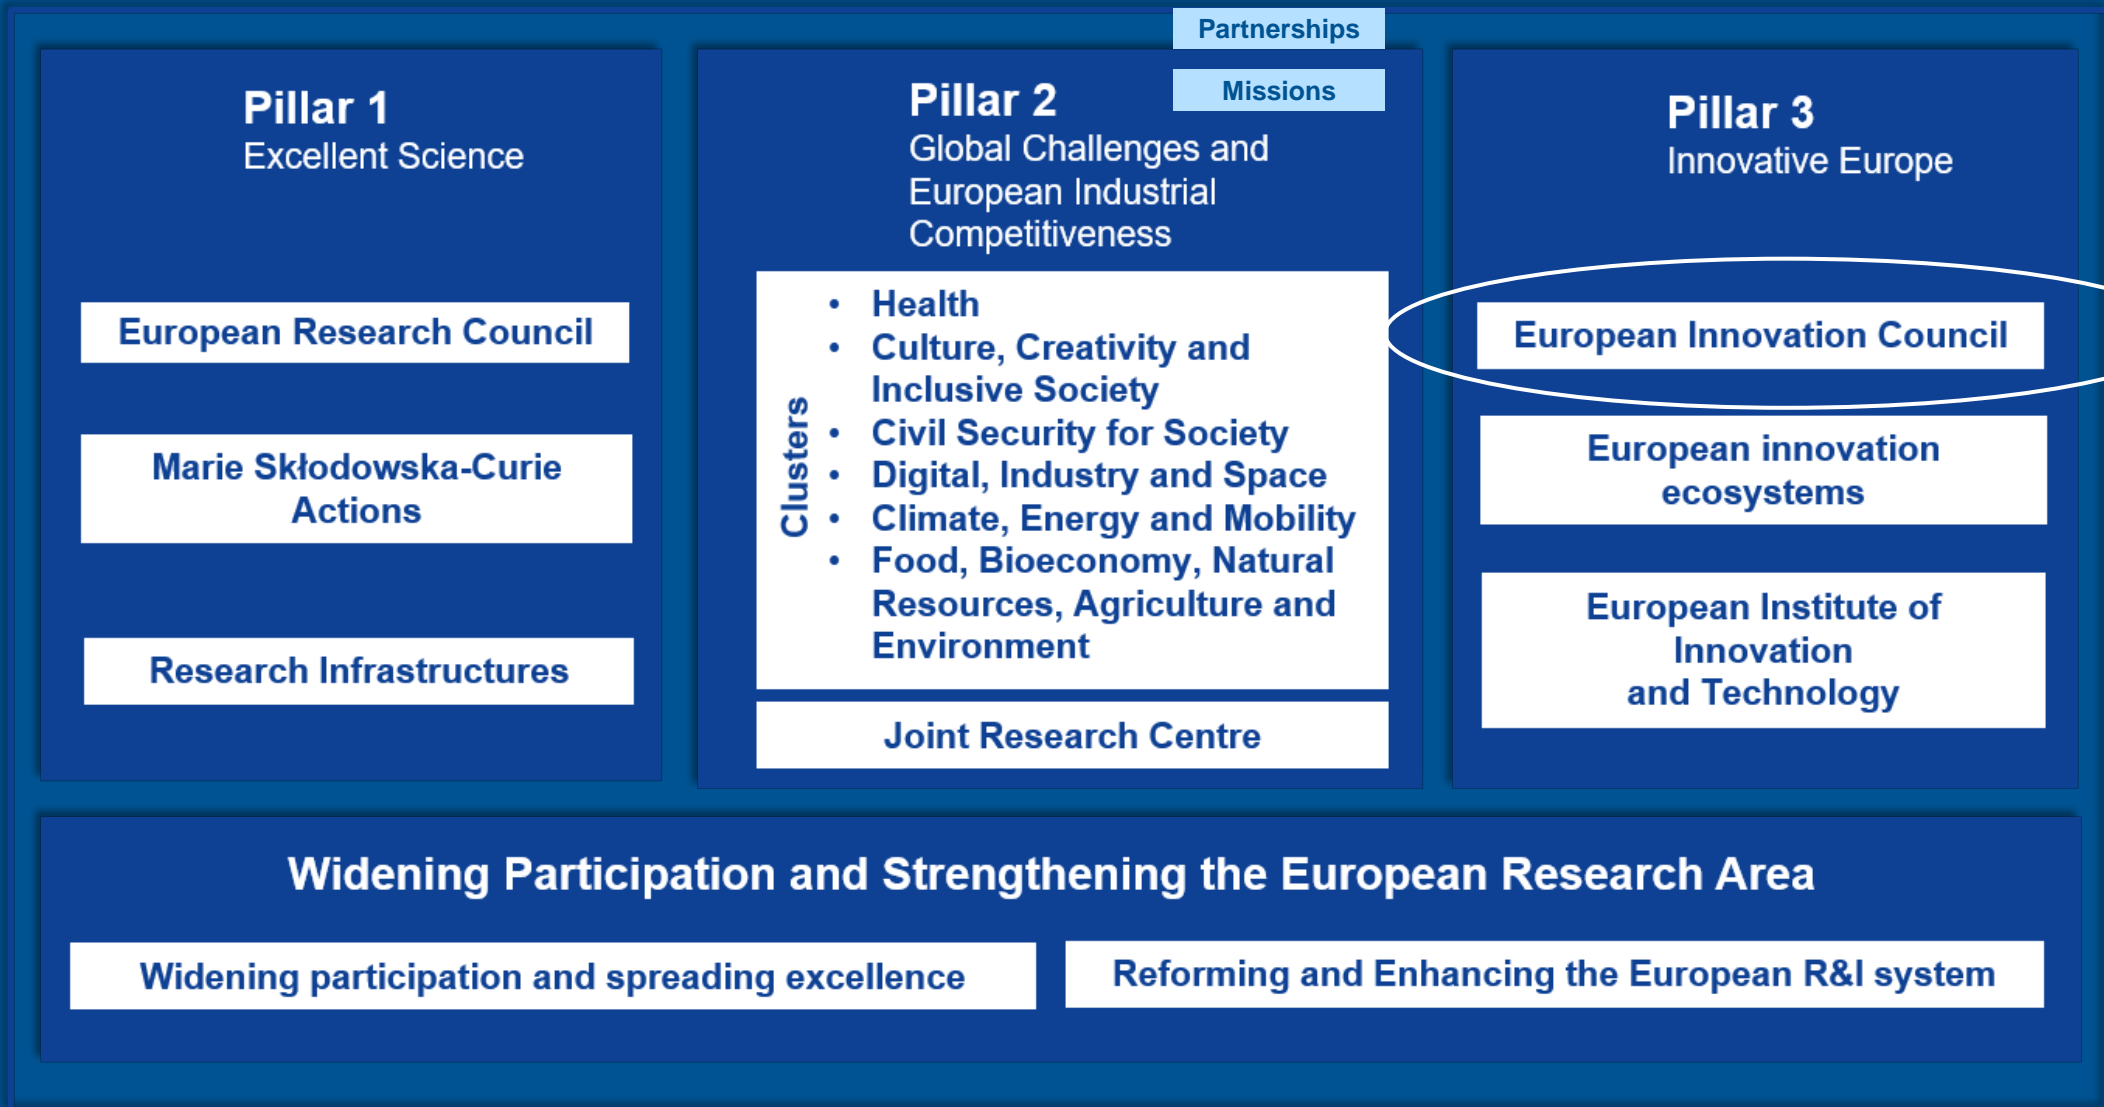 Partnerships
Missions
Pillar 1
Excellent Science
European Research Council
Marie Skłodowska-Curie
Actions
Research Infrastructures
Pillar 2
Global Challenges and
European Industrial
Competitiveness
Clusters
• Health
• Culture, Creativity and
Inclusive Society
• Civil Security for Society
• Digital, Industry and Space
• Climate, Energy and Mobility
• Food, Bioeconomy, Natural
Resources, Agriculture and
Environment
Joint Research Centre
Pillar 3
Innovative Europe
European Innovation Council
European innovation
ecosystems
European Institute of
Innovation
and Technology
Widening Participation and Strengthening the European Research Area
Widening participation and spreading excellence
Reforming and Enhancing the European R&I system